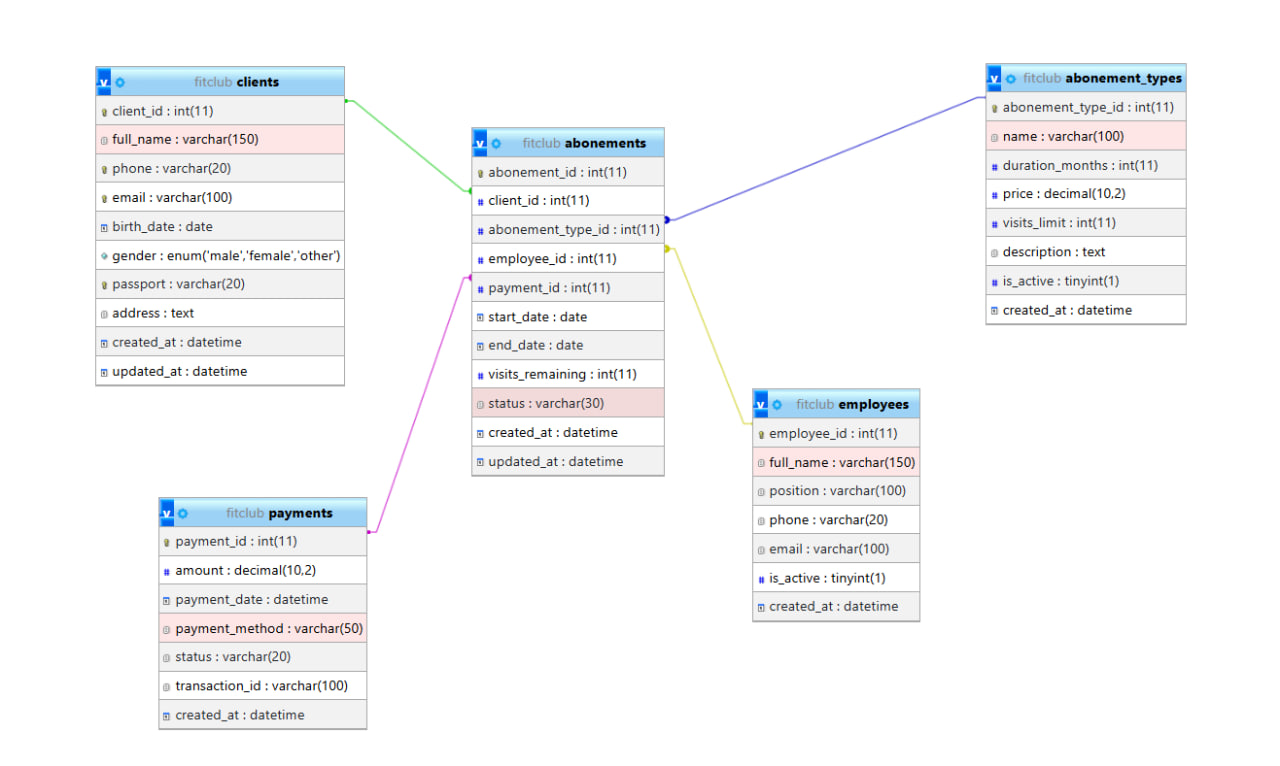 fitclub clients
client_id : int(11)
full_name : varchar(150)
phone : varchar(20)
email : varchar(100)
birth_date : date
gender : enum('male','female','other')
passport : varchar(20)
address : text
created_at : datetime
updated_at : datetime
fitclub abonements
abonement_id : int(11)
client_id : int(11)
abonement_type_id : int(11)
employee_id : int(11)
payment_id : int(11)
start_date : date
end_date : date
visits_remaining : int(11)
status : varchar(30)
created_at : datetime
updated_at : datetime
fitclub abonement_types
abonement_type_id : int(11)
name : varchar(100)
duration_months : int(11)
price : decimal(10,2)
visits_limit : int(11)
description : text
is_active : tinyint(1)
created_at : datetime
fitclub employees
employee_id : int(11)
full_name : varchar(150)
position : varchar(100)
phone : varchar(20)
email : varchar(100)
is_active : tinyint(1)
created_at : datetime
fitclub payments
payment_id : int(11)
amount : decimal(10,2)
payment_date : datetime
payment_method : varchar(50)
status : varchar(20)
transaction_id : varchar(100)
created_at : datetime